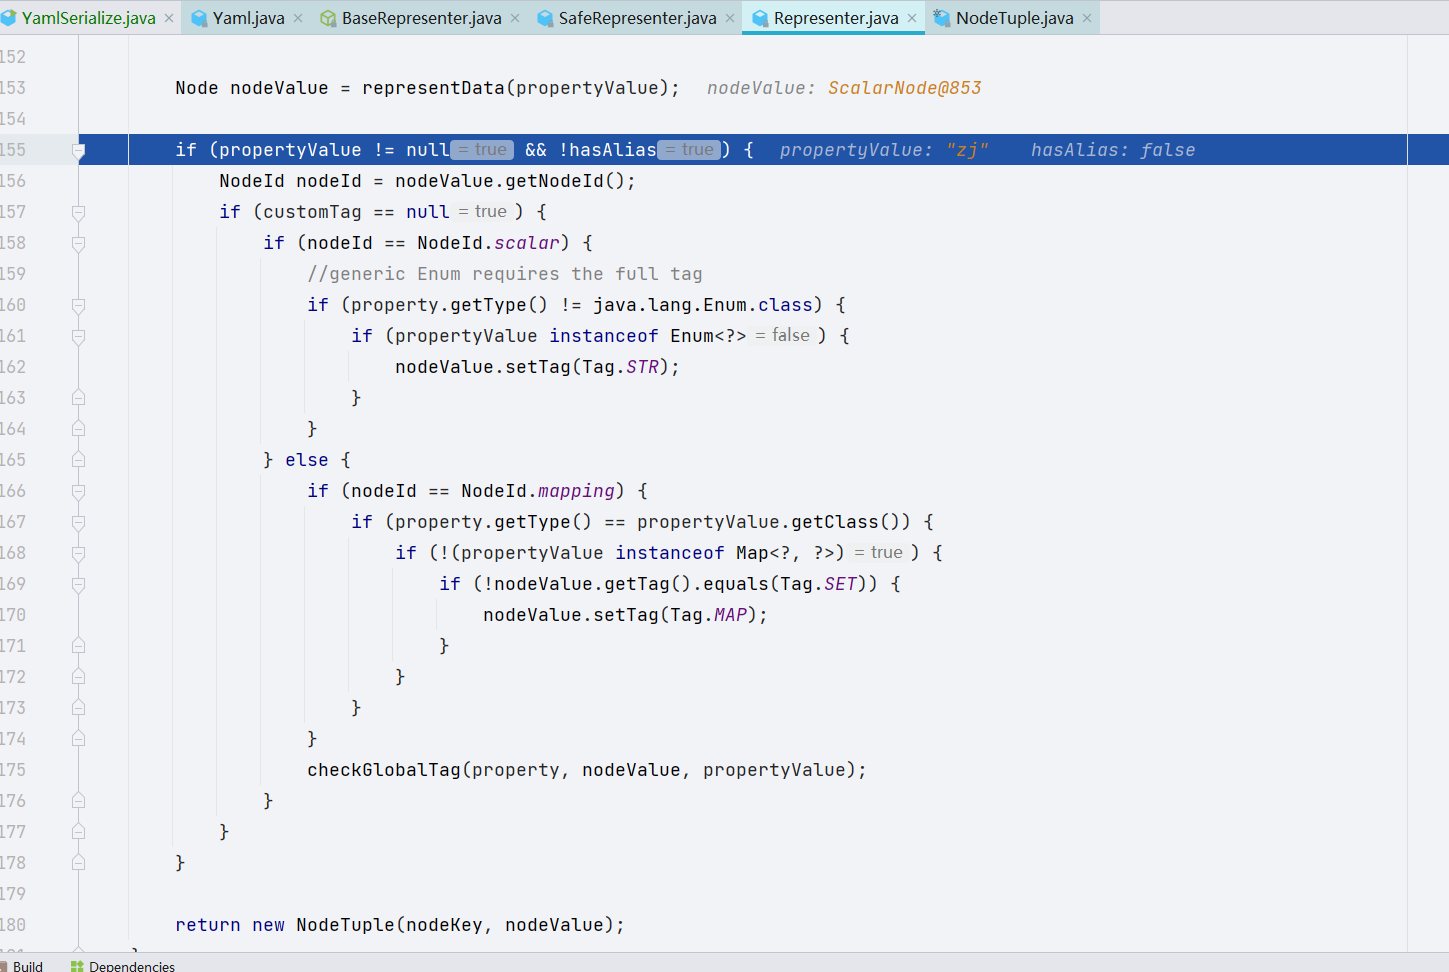 YamlSerialize.java × Yaml.java × BaseRepresenter.java × SafeRepresenter.java × Representer.java × NodeTuple.java ×
152
153 Node nodeValue = representData(propertyValue); nodeValue: ScalarNode@853
154
155 if (propertyValue != null = true && !hasAlias = true) { propertyValue: "zj" hasAlias: false
156 NodeId nodeId = nodeValue.getNodeId();
157 if (customTag == null = true) {
158 if (nodeId == NodeId.scalar) {
159 //generic Enum requires the full tag
160 if (property.getType() != java.lang.Enum.class) {
161 if (propertyValue instanceof Enum<?> = false) {
162 nodeValue.setTag(Tag.STR);
163 }
164 }
165 } else {
166 if (nodeId == NodeId.mapping) {
167 if (property.getType() == propertyValue.getClass()) {
168 if (!(propertyValue instanceof Map<?, ?>) = true) {
169 if (!nodeValue.getTag().equals(Tag.SET)) {
170 nodeValue.setTag(Tag.MAP);
171 }
172 }
173 }
174 }
175 checkGlobalTag(property, nodeValue, propertyValue);
176 }
177 }
178 }
179
180 return new NodeTuple(nodeKey, nodeValue);
Build Dependencies